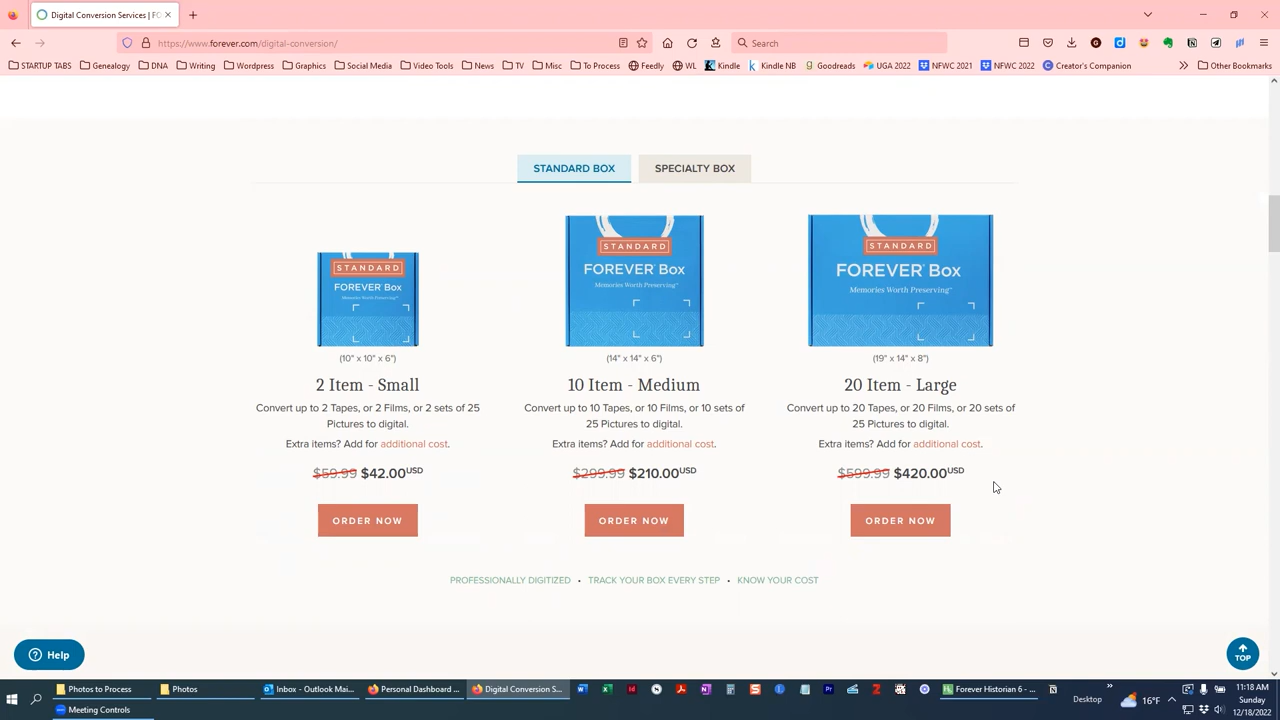 Digital Conversion Services | FO
https://www.forever.com/digital-conversion/
Search
STARTUP TABS Genealogy DNA Writing Wordpress Graphics Social Media Video Tools News TV Misc To Process Feedly WL Kindle Kindle NB Goodreads UGA 2022 NFWC 2021 NFWC 2022 Creator's Companion Other Bookmarks
STANDARD BOX SPECIALTY BOX
STANDARD
FOREVER Box
Memories Worth Preserving™
(10" x 10" x 6")
2 Item - Small
Convert up to 2 Tapes, or 2 Films, or 2 sets of 25
Pictures to digital.
Extra items? Add for additional cost.
$59.99 $42.00USD
ORDER NOW
STANDARD
FOREVER® Box
Memories Worth Preserving™
(14" x 14" x 6")
10 Item - Medium
Convert up to 10 Tapes, or 10 Films, or 10 sets of
25 Pictures to digital.
Extra items? Add for additional cost.
$299.99 $210.00USD
ORDER NOW
STANDARD
FOREVER® Box
Memories Worth Preserving™
(19" x 14" x 8")
20 Item - Large
Convert up to 20 Tapes, or 20 Films, or 20 sets of
25 Pictures to digital.
Extra items? Add for additional cost.
$599.99 $420.00USD
ORDER NOW
PROFESSIONALLY DIGITIZED • TRACK YOUR BOX EVERY STEP • KNOW YOUR COST
Help
TOP
Photos to Process Photos Inbox - Outlook Mai... Personal Dashboard ... Digital Conversion S... Forever Historian 6 - ... Desktop 16°F 11:18 AM
Sunday
Meeting Controls 12/18/2022